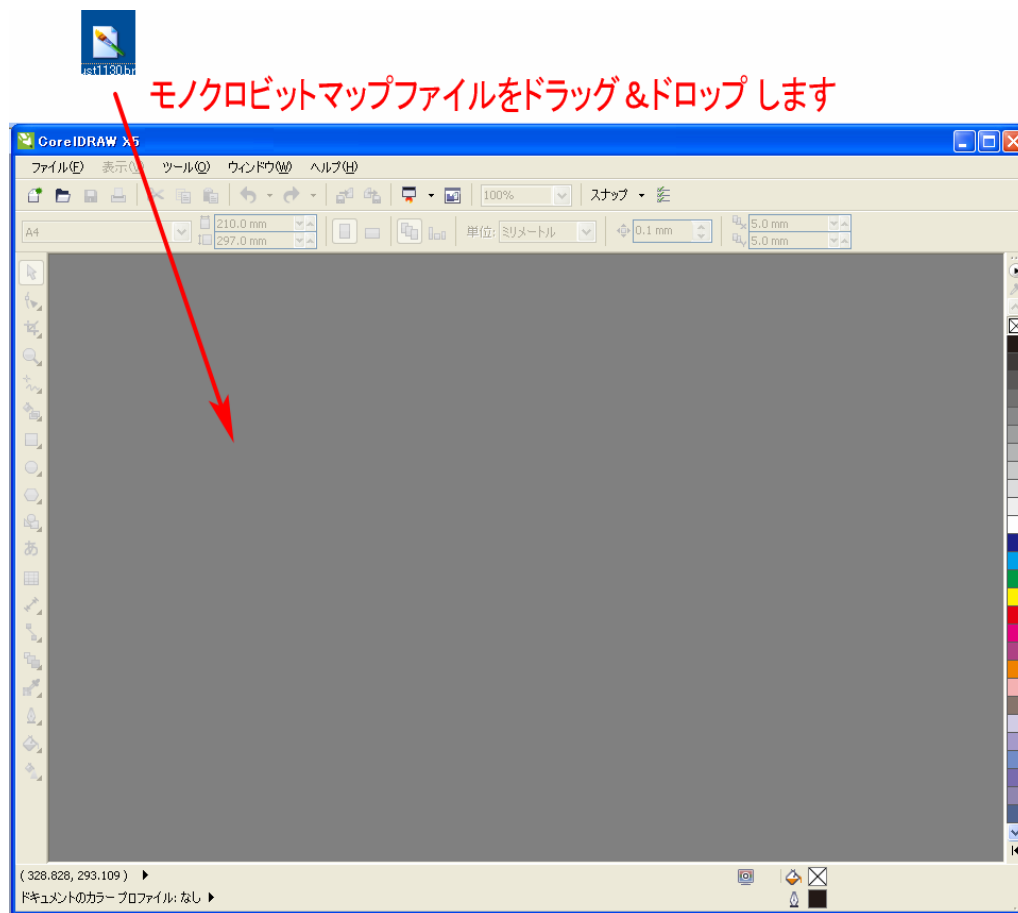 モノクロビットマップファイルをドラッグ&ドロップ します
CorelDRAW X5
ファイル(F) 表示(V) ツール(O) ウィンドウ(W) ヘルプ(H)
100% スナップ
A4 210.0 mm 297.0 mm 単位: ミリメートル 0.1 mm 5.0 mm 5.0 mm
あ
( 328.828, 293.109 )
ドキュメントのカラー プロファイル: なし